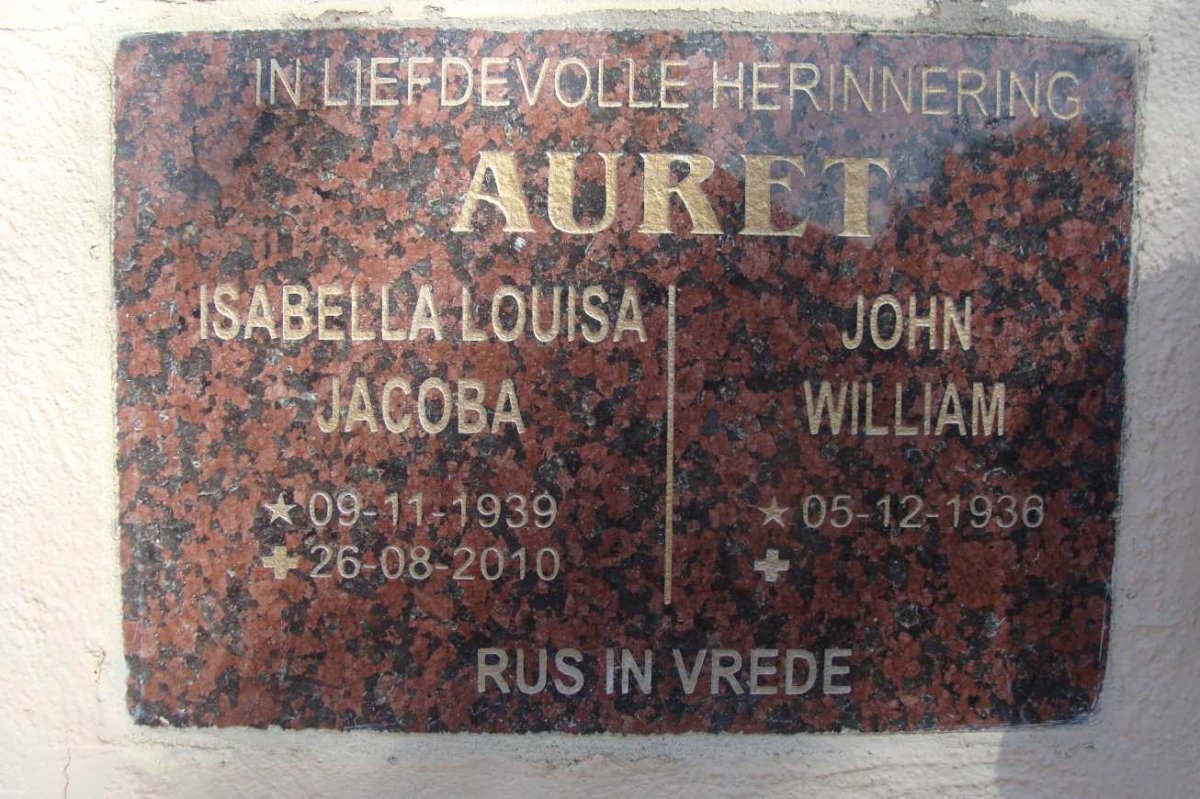 IN LIEFDEVOLLE HERINNERING
AURET
ISABELLA LOUISA
JACOBA
★ 09-11-1939
✚ 26-08-2010
JOHN
WILLIAM
★ 05-12-1936
✚
RUS IN VREDE